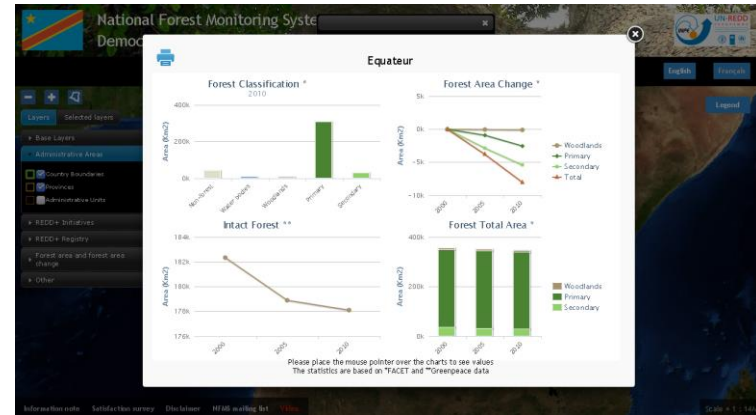 National Forest Monitoring Syste
Democ
UN-REDD
English
Français
Legend
Layers
Selected layers
Base Layers
Administrative Areas
Country Boundaries
Provinces
Administrative Units
REDD+ Initiatives
REDD+ Registry
Forest area and forest area
change
Other
Equateur
Forest Classification *
2010
Area (Km2)
400k
200k
0k
Non-forest
Water bodies
Woodlands
Primary
Secondary
Forest Area Change *
Area (Km2)
5k
0k
-5k
-10k
2000
2005
2010
Woodlands
Primary
Secondary
Total
Intact Forest **
Area (Km2)
184k
182k
180k
178k
176k
2000
2005
2010
Forest Total Area *
Area (Km2)
400k
200k
0k
2000
2005
2010
Woodlands
Primary
Secondary
Please place the mouse pointer over the charts to see values
The statistics are based on *FACET and **Greenpeace data
Information note
Satisfaction survey
Disclaimer
NFMS mailing list